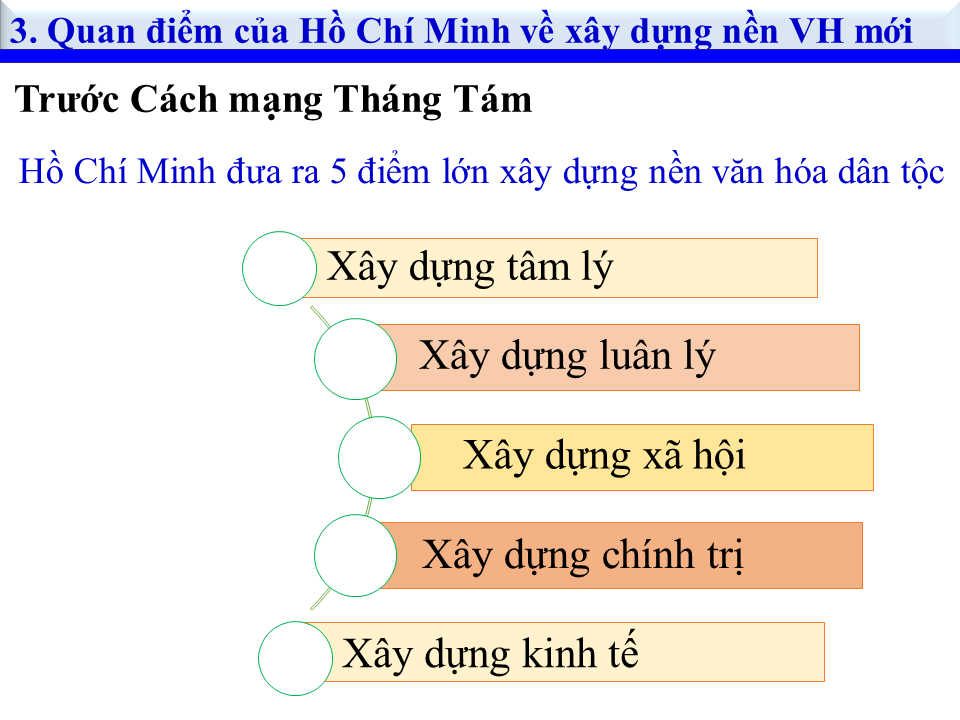 3. Quan điểm của Hồ Chí Minh về xây dựng nền VH mới
Trước Cách mạng Tháng Tám
Hồ Chí Minh đưa ra 5 điểm lớn xây dựng nền văn hóa dân tộc
Xây dựng tâm lý
Xây dựng luân lý
Xây dựng xã hội
Xây dựng chính trị
Xây dựng kinh tế